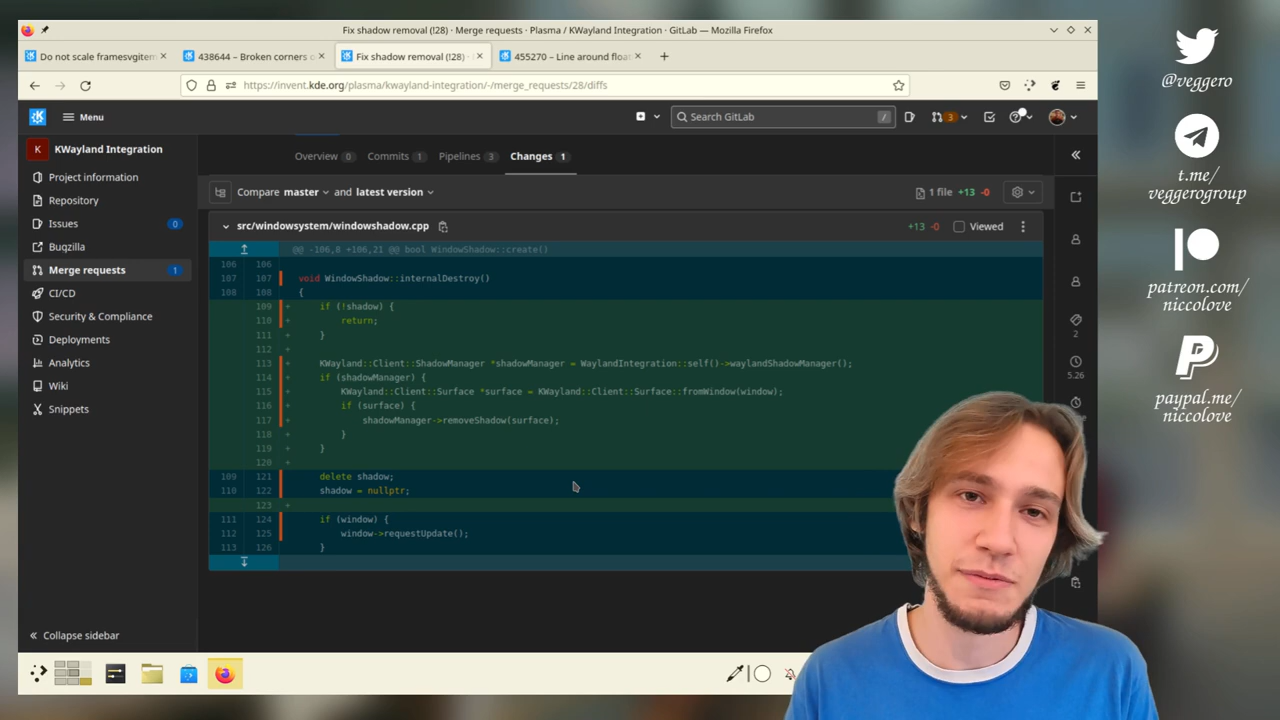 Fix shadow removal (!28) · Merge requests · Plasma / KWayland Integration · GitLab — Mozilla Firefox
Do not scale framesvgitem
438644 – Broken corners o
Fix shadow removal (!28) ·
455270 – Line around float
https://invent.kde.org/plasma/kwayland-integration/-/merge_requests/28/diffs
Menu
Search GitLab
/
3
K
KWayland Integration
Project information
Repository
Issues
0
Bugzilla
Merge requests
1
CI/CD
Security & Compliance
Deployments
Analytics
Wiki
Snippets
Collapse sidebar
Overview 0
Commits 1
Pipelines 3
Changes 1
Compare master and latest version
1 file +13 -0
src/windowsystem/windowshadow.cpp
+13 -0
Viewed
@@ -106,8 +106,21 @@ bool WindowShadow::create()
106 106
107 107 void WindowShadow::internalDestroy()
108 108 {
109 + if (!shadow) {
110 + return;
111 + }
112 +
113 + KWayland::Client::ShadowManager *shadowManager = WaylandIntegration::self()->waylandShadowManager();
114 + if (shadowManager) {
115 + KWayland::Client::Surface *surface = KWayland::Client::Surface::fromWindow(window);
116 + if (surface) {
117 + shadowManager->removeShadow(surface);
118 + }
119 + }
120 +
109 121 delete shadow;
110 122 shadow = nullptr;
123 +
111 124 if (window) {
112 125 window->requestUpdate();
113 126 }
2
5.26
@veggero
t.me/
veggerogroup
patreon.com/
niccolove
paypal.me/
niccolove